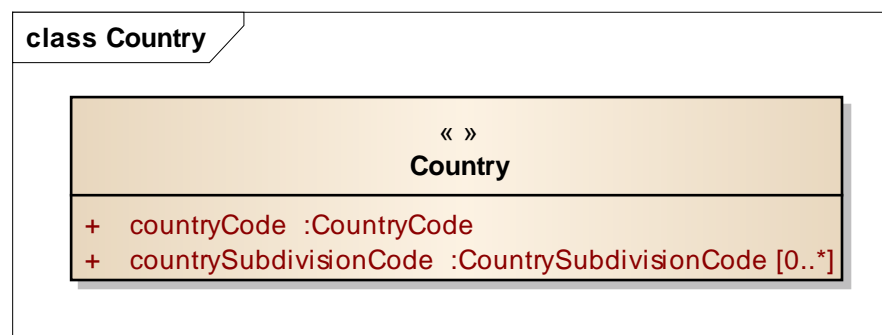 class Country
« »
Country
+ countryCode :CountryCode
+ countrySubdivisionCode :CountrySubdivisionCode [0..*]